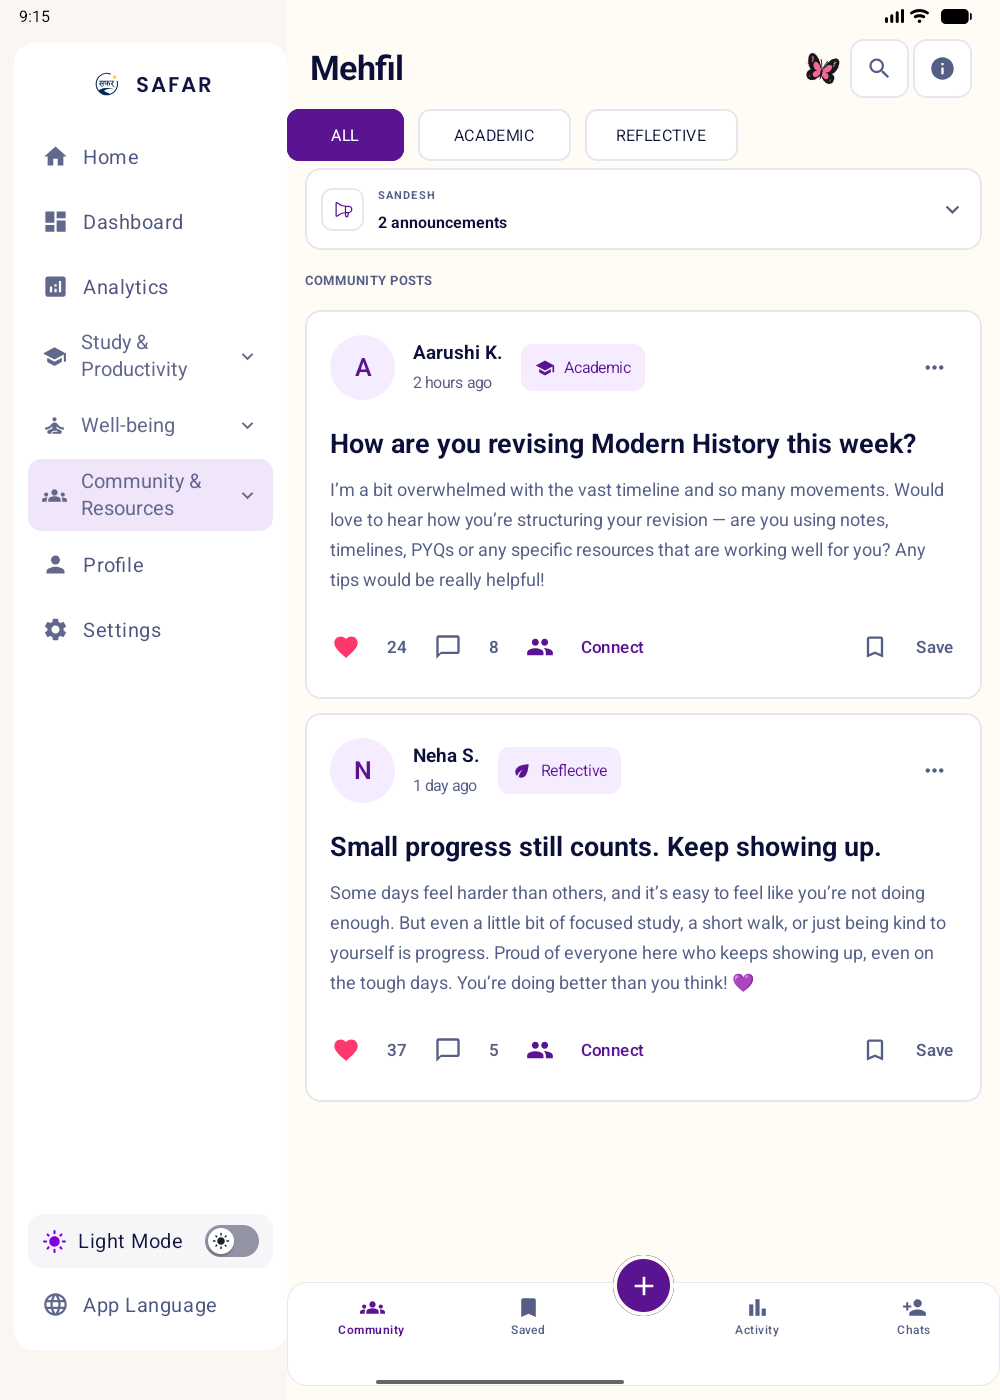 9:15
सफर
SAFAR
Home
Dashboard
Analytics
Study &
Productivity
Well-being
Community &
Resources
Profile
Settings
Light Mode
App Language
Mehfil
ALL
ACADEMIC
REFLECTIVE
SANDESH
2 announcements
COMMUNITY POSTS
A
Aarushi K.
2 hours ago
Academic
How are you revising Modern History this week?
I’m a bit overwhelmed with the vast timeline and so many movements. Would
love to hear how you’re structuring your revision — are you using notes,
timelines, PYQs or any specific resources that are working well for you? Any
tips would be really helpful!
24
8
Connect
Save
N
Neha S.
1 day ago
Reflective
Small progress still counts. Keep showing up.
Some days feel harder than others, and it’s easy to feel like you’re not doing
enough. But even a little bit of focused study, a short walk, or just being kind to
yourself is progress. Proud of everyone here who keeps showing up, even on
the tough days. You’re doing better than you think! 💜
37
5
Connect
Save
Community
Saved
Activity
Chats